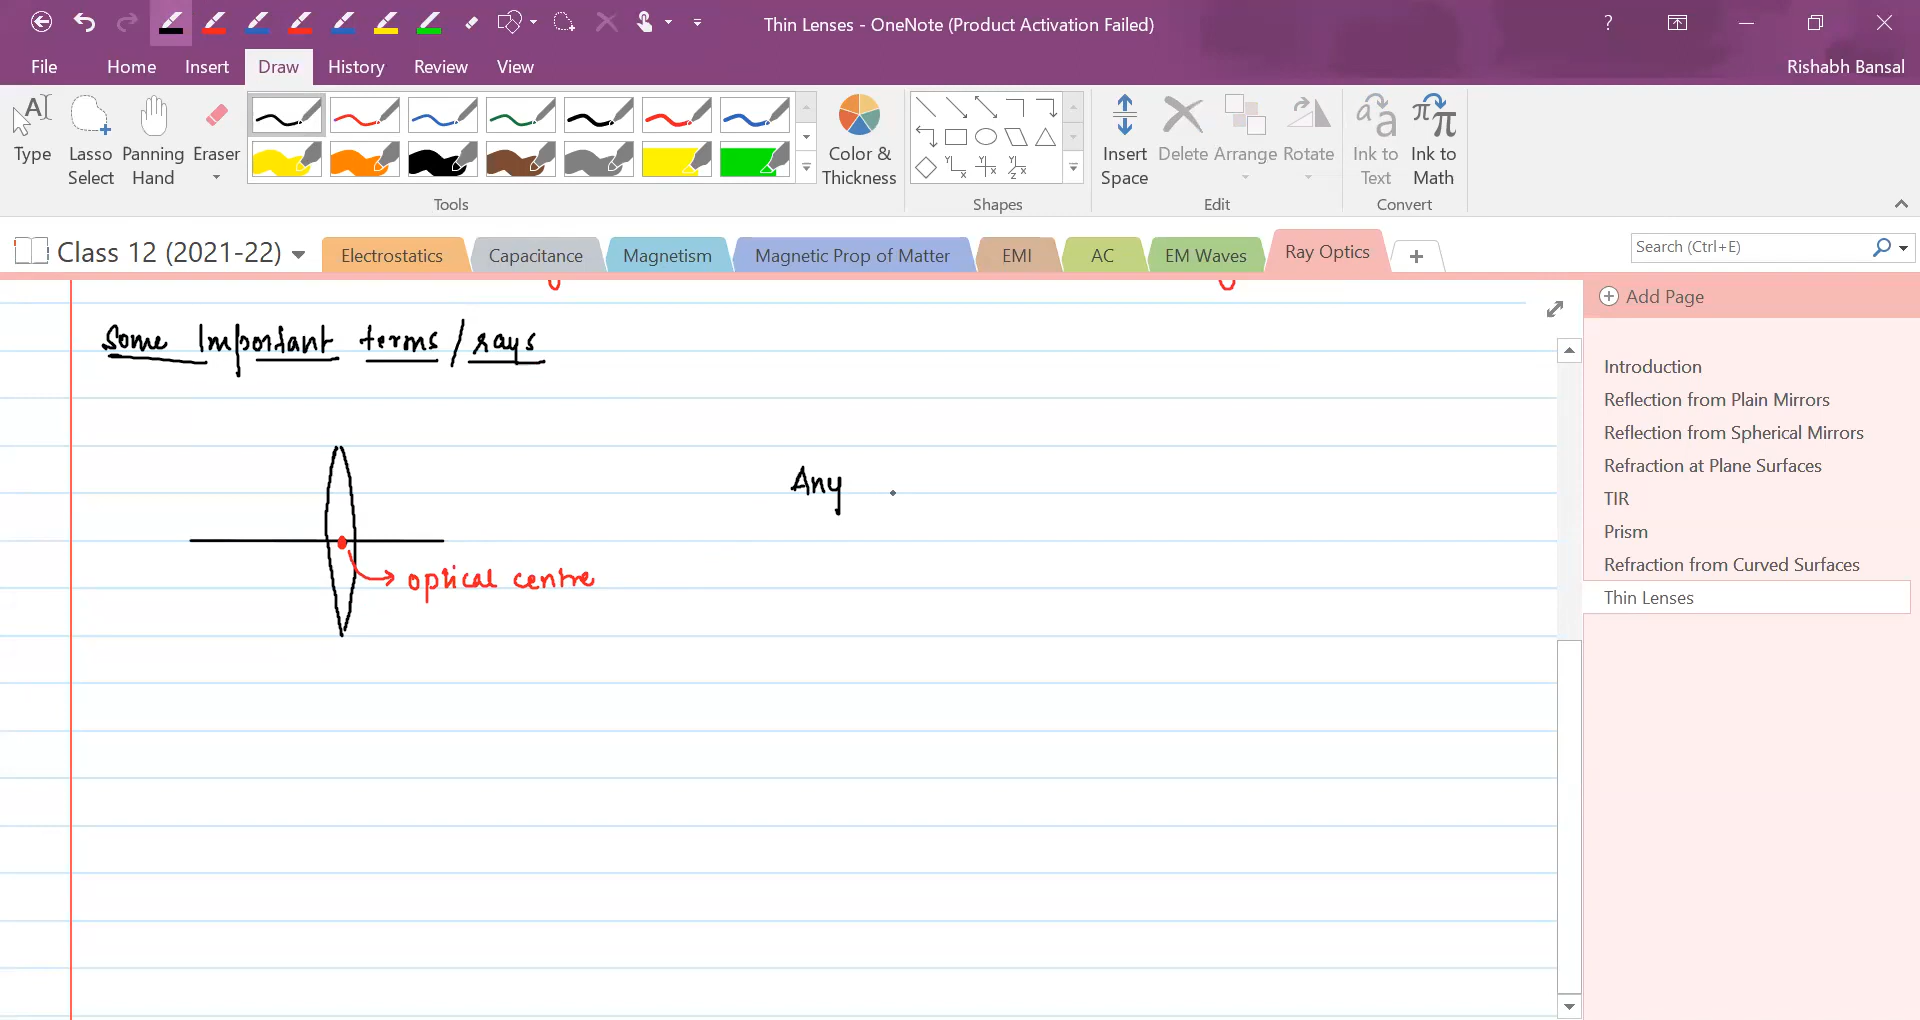 Thin Lenses - OneNote (Product Activation Failed)
?
File Home Insert Draw History Review View
Rishabh Bansal
Type
Lasso Select
Panning Hand
Eraser
Color & Thickness
Insert Space
Delete
Arrange
Rotate
Ink to Text
Ink to Math
Tools
Shapes
Edit
Convert
Class 12 (2021-22)
Electrostatics
Capacitance
Magnetism
Magnetic Prop of Matter
EMI
AC
EM Waves
Ray Optics
Search (Ctrl+E)
Add Page
Introduction
Reflection from Plain Mirrors
Reflection from Spherical Mirrors
Refraction at Plane Surfaces
TIR
Prism
Refraction from Curved Surfaces
Thin Lenses
Some Important terms / rays
Any
optical centre